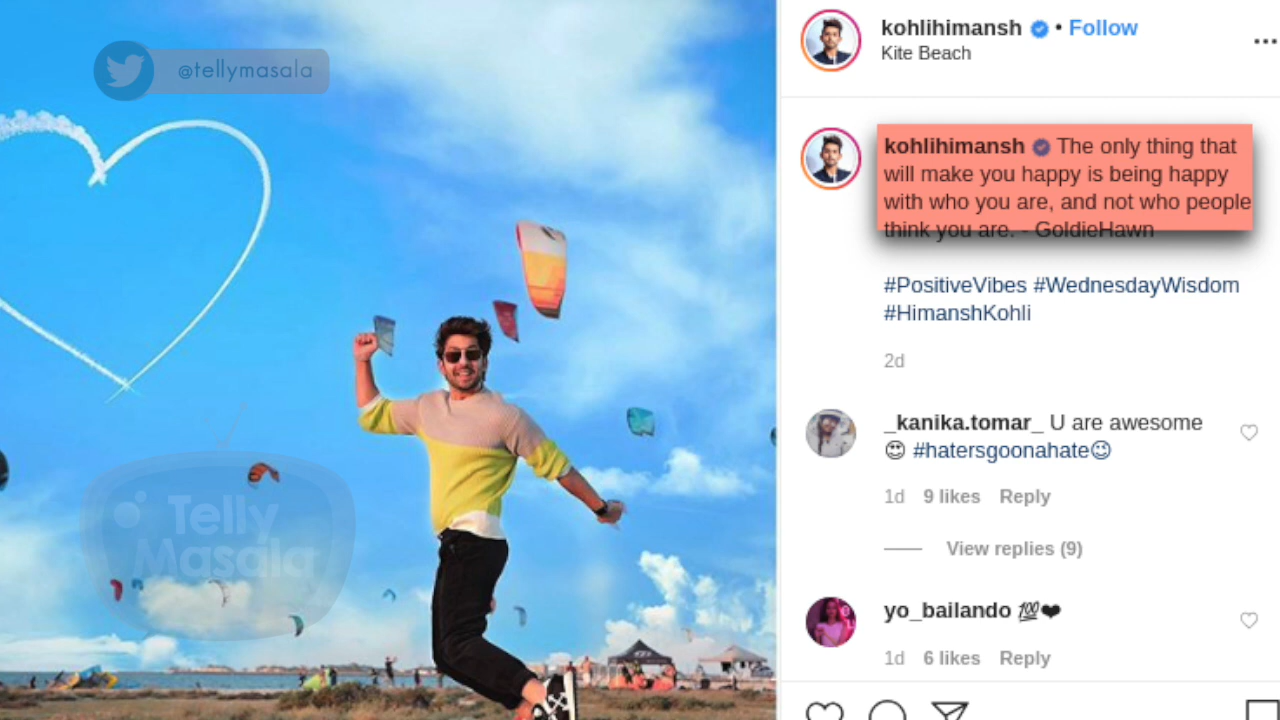 @tellymasala
Telly
Masala
kohlihimansh • Follow
Kite Beach
kohlihimansh The only thing that
will make you happy is being happy
with who you are, and not who people
think you are. - GoldieHawn
#PositiveVibes #WednesdayWisdom
#HimanshKohli
2d
_kanika.tomar_ U are awesome
😍 #hatersgoonahate😉
1d 9 likes Reply
View replies (9)
yo_bailando 💯❤
1d 6 likes Reply